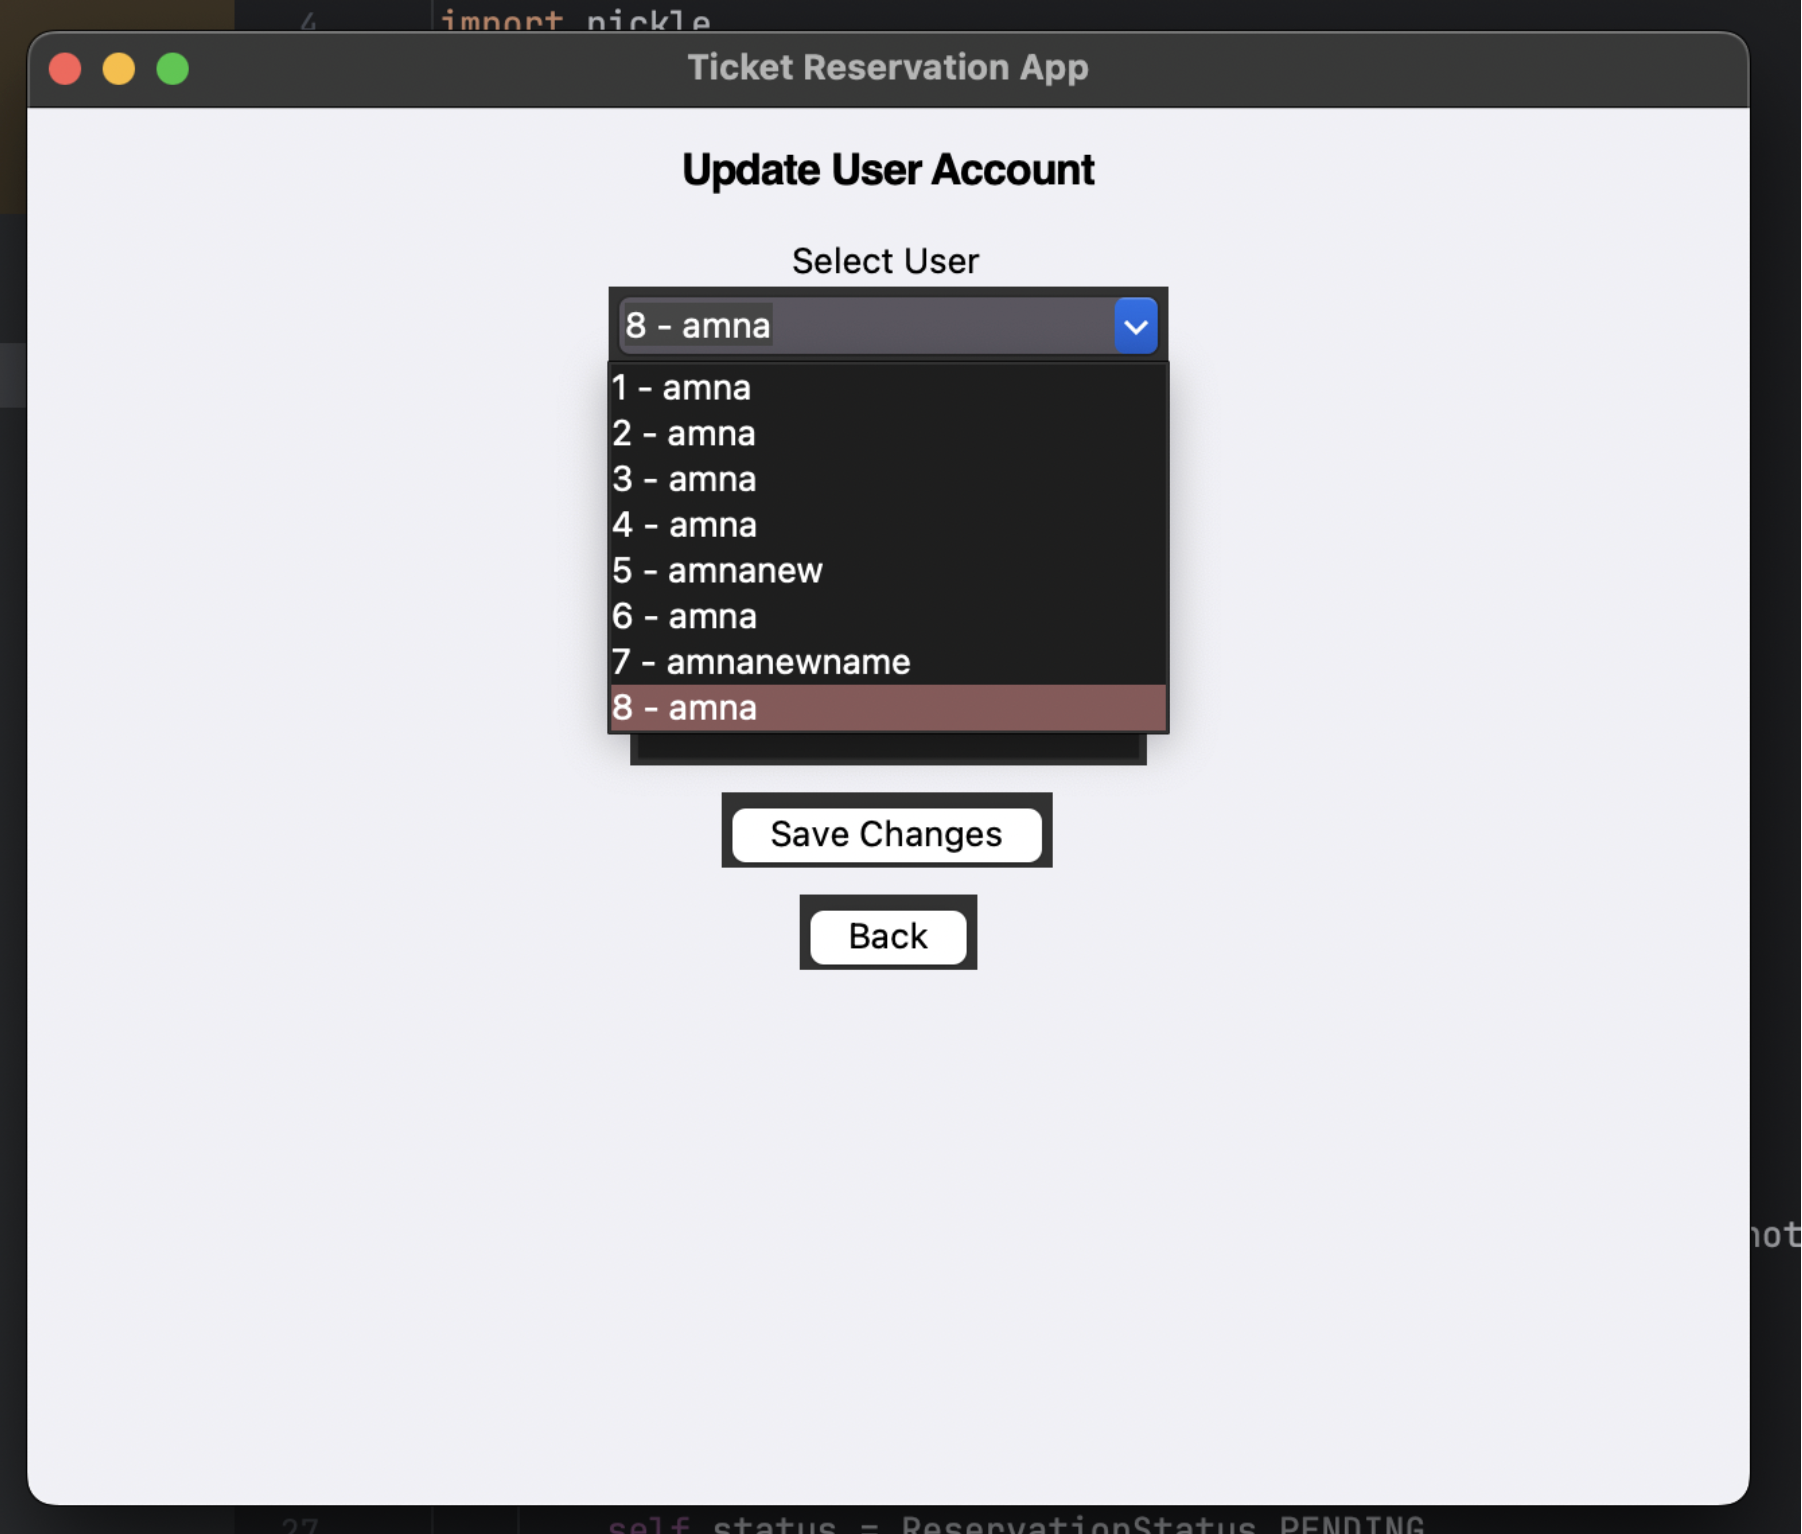 4 import pickle
Ticket Reservation App
Update User Account
Select User
8 - amna
1 - amna
2 - amna
3 - amna
4 - amna
5 - amnanew
6 - amna
7 - amnanewname
8 - amna
Save Changes
Back
not
27 self.status = ReservationStatus.PENDING